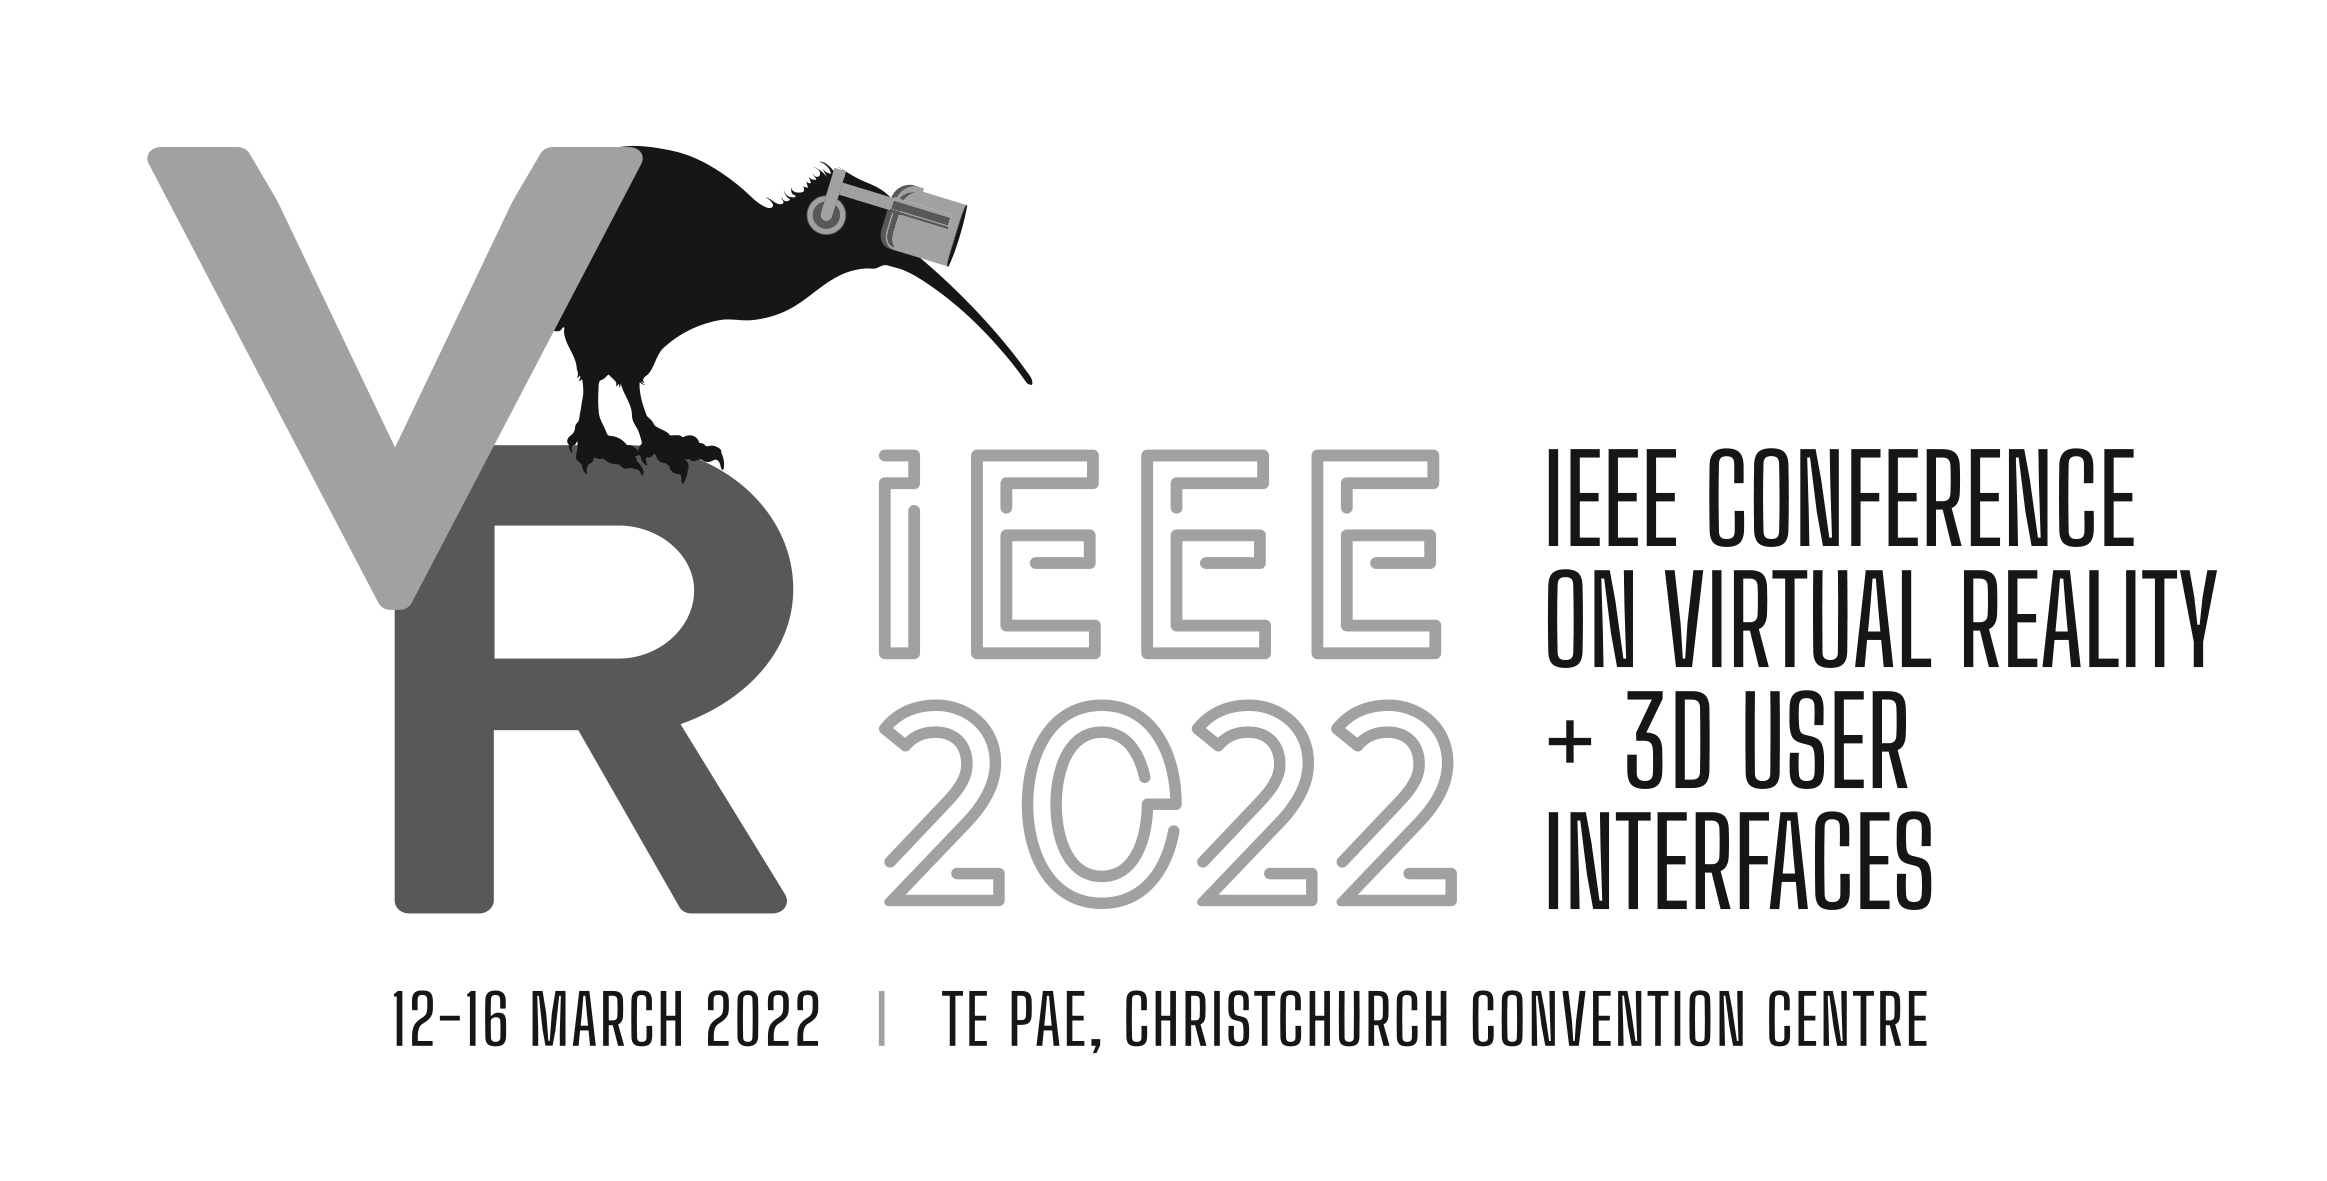 VR
IEEE
2022
IEEE CONFERENCE
ON VIRTUAL REALITY
+ 3D USER
INTERFACES
12-16 MARCH 2022 | TE PAE, CHRISTCHURCH CONVENTION CENTRE